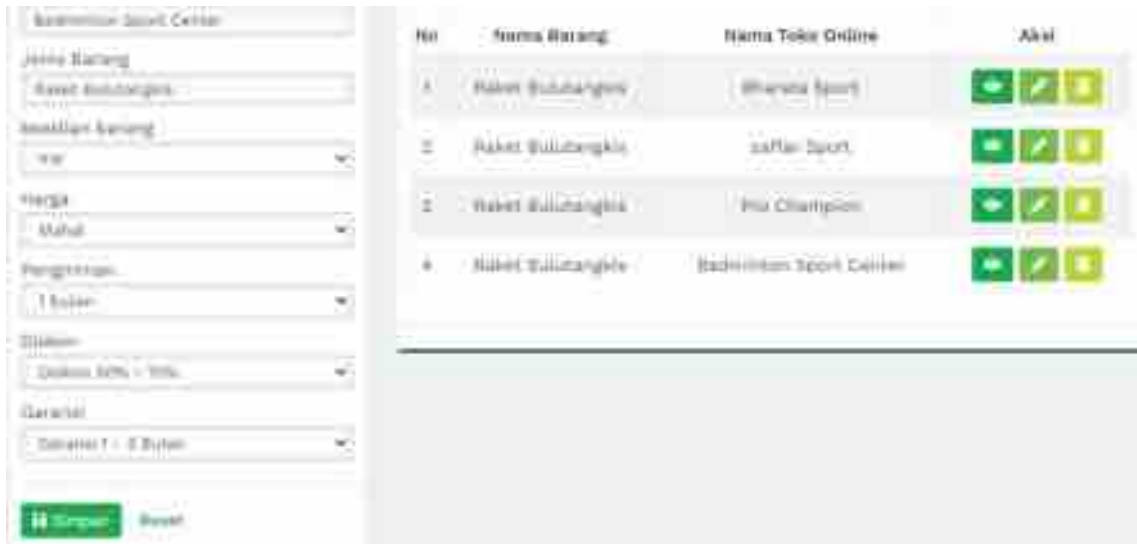 Badminton Sport Center
Jenis Barang
Raket Bulutangkis
Keaslian barang
Harga
Mahal
Pengiriman
1 Bulan
Diskon
Diskon 50% - 70%
Garansi
Garansi 1 - 3 Bulan
Simpan Reset
No Nama Barang Nama Toko Online Aksi
1 Raket Bulutangkis Bharata Sport
2 Raket Bulutangkis Sport
3 Raket Bulutangkis Pro Champion
4 Raket Bulutangkis Badminton Sport Center